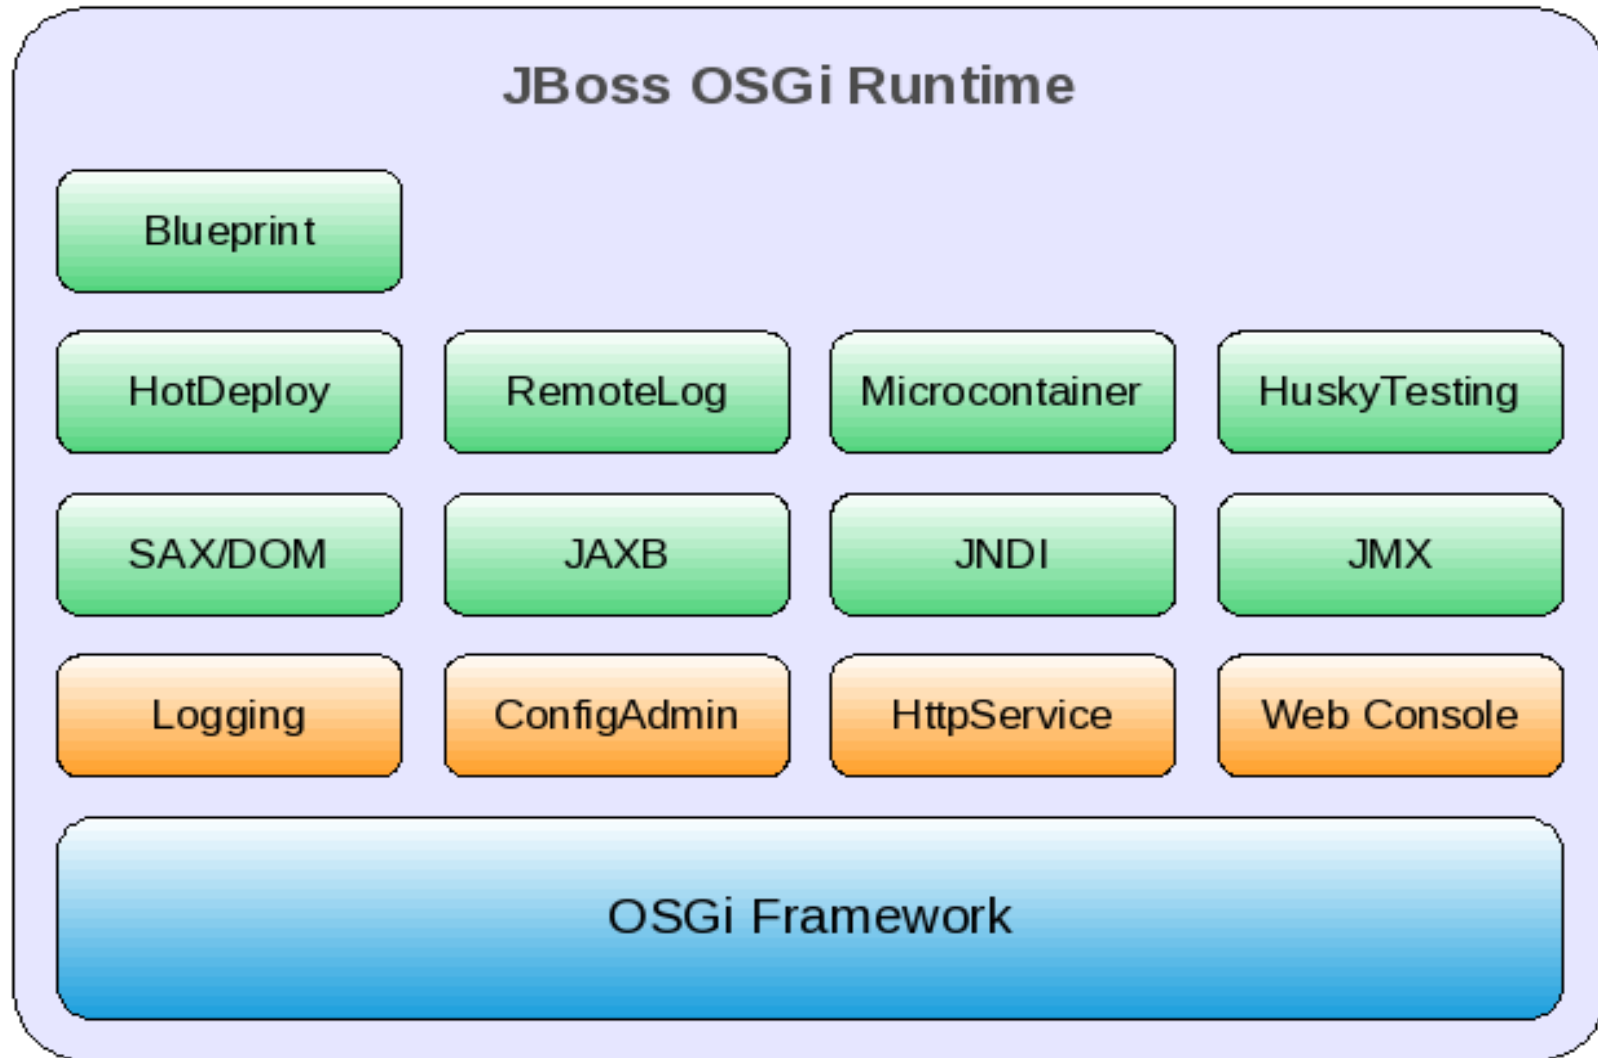 JBoss OSGi Runtime
Blueprint
HotDeploy
RemoteLog
Microcontainer
HuskyTesting
SAX/DOM
JAXB
JNDI
JMX
Logging
ConfigAdmin
HttpService
Web Console
OSGi Framework